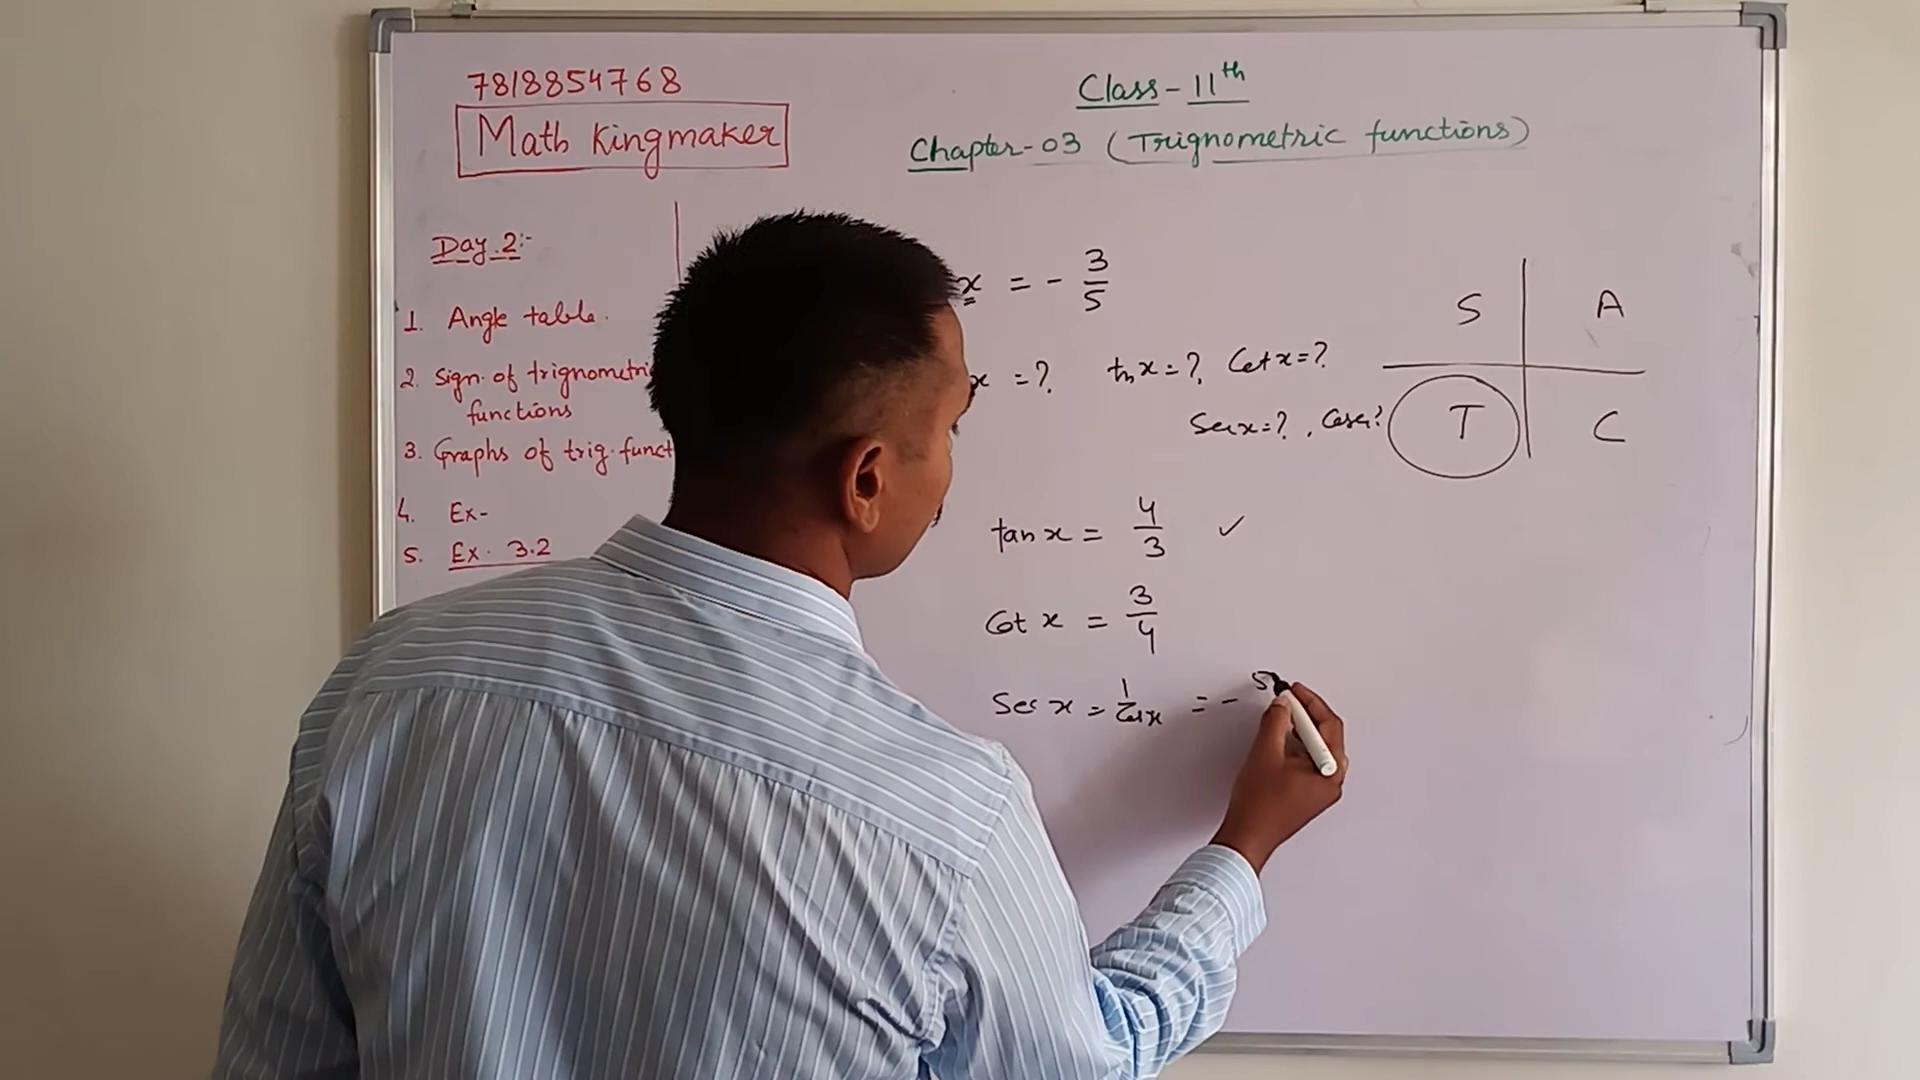 7818854768
Math Kingmaker
Class - 11th
Chapter-03 (Trignometric functions)
Day 2:-
1. Angle table.
2. Sign. of trignometric
functions
3. Graphs of trig. funct
4. Ex-
5. Ex. 3.2
x = - 3/5
x = ? tn x = ?, Cot x = ?
Sec x = ?, Cosec?
S A
T C
tan x = 4/3 ✓
Cot x = 3/4
Sec x = 1/Cos x = - 5